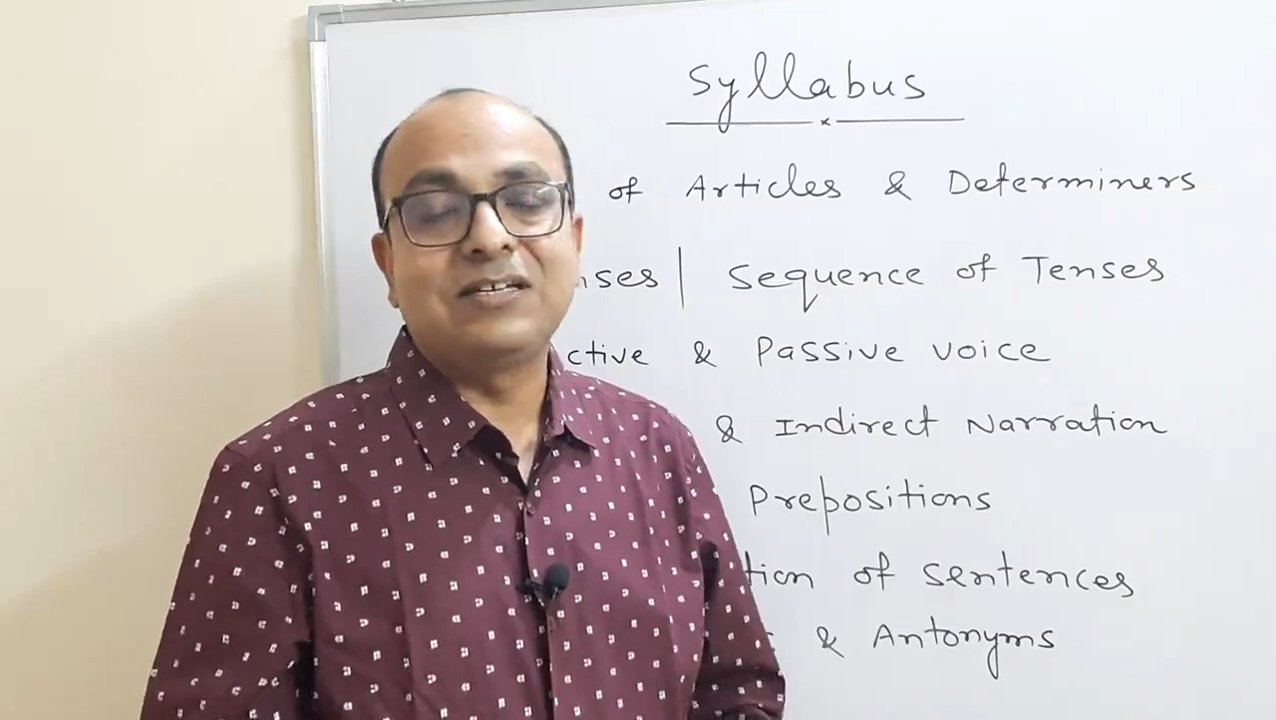 Syllabus
of Articles & Determiners
nses | Sequence of Tenses
ctive & Passive voice
& Indirect Narration
Prepositions
tion of sentences
& Antonyms